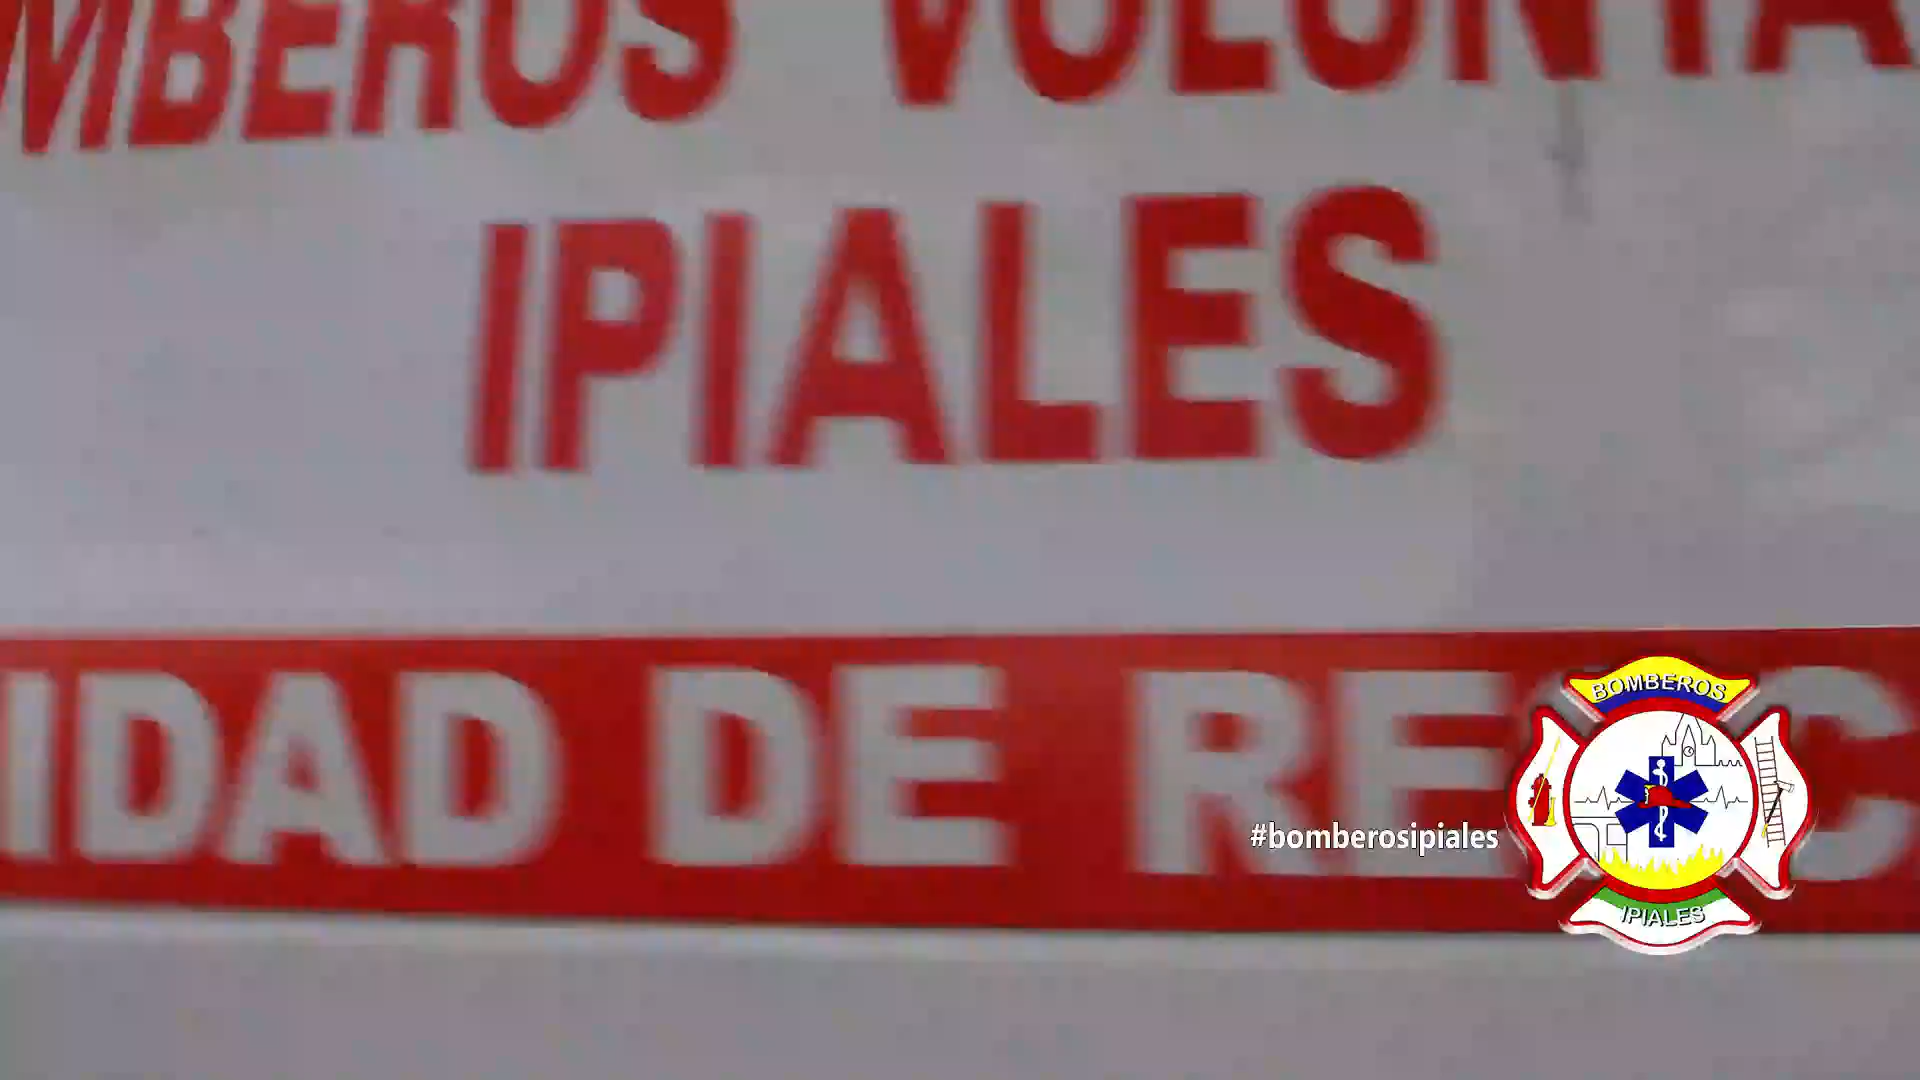 MBEROS VOLUNTA
IPIALES
IDAD DE RE C
#bomberosipiales
BOMBEROS
IPIALES